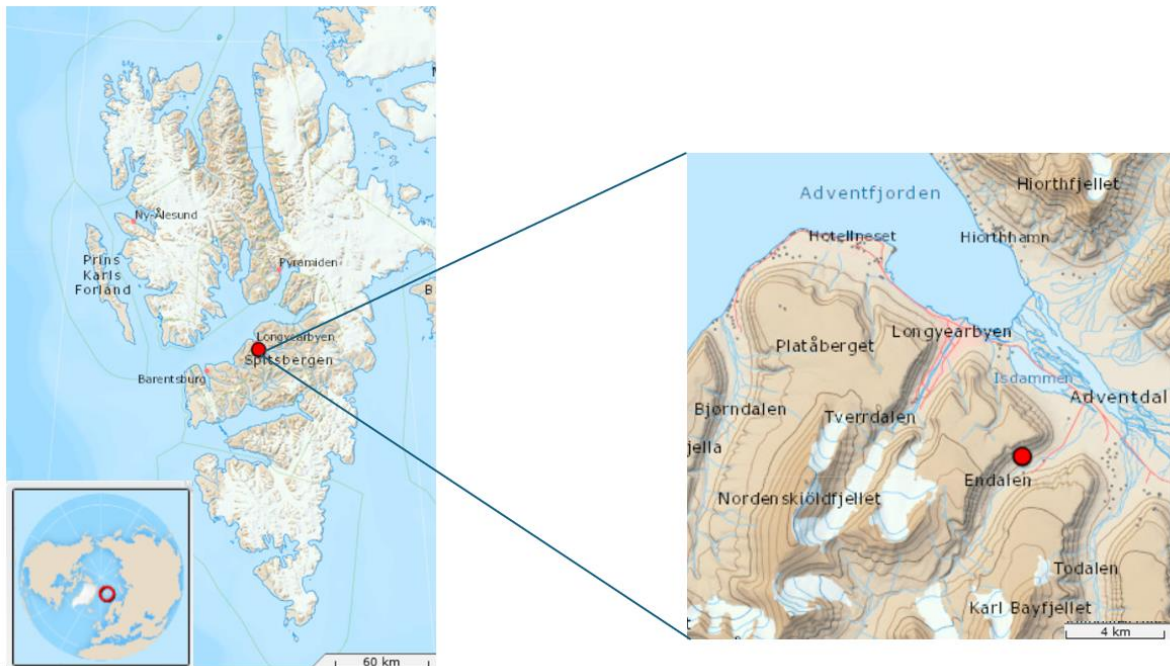 Ny-Ålesund
Pyramiden
Prins
Karls
Forland
Longyearbyen
Spitsbergen
Barentsburg
60 km
Adventfjorden
Hiorthfjellet
Hotellneset
Hiorthhamn
Longyearbyen
Platåberget
Isdammen
Adventdal
Bjørndalen
Tverrdalen
jella
Endalen
Nordenskiöldfjellet
Todalen
Karl Bayfjellet
4 km